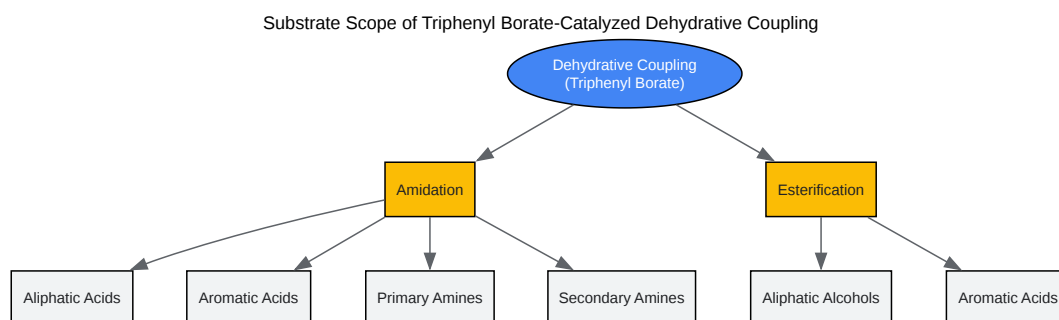 Substrate Scope of Triphenyl Borate-Catalyzed Dehydrative Coupling
Dehydrative Coupling
(Triphenyl Borate)
Amidation
Esterification
Aliphatic Acids
Aromatic Acids
Primary Amines
Secondary Amines
Aliphatic Alcohols
Aromatic Acids